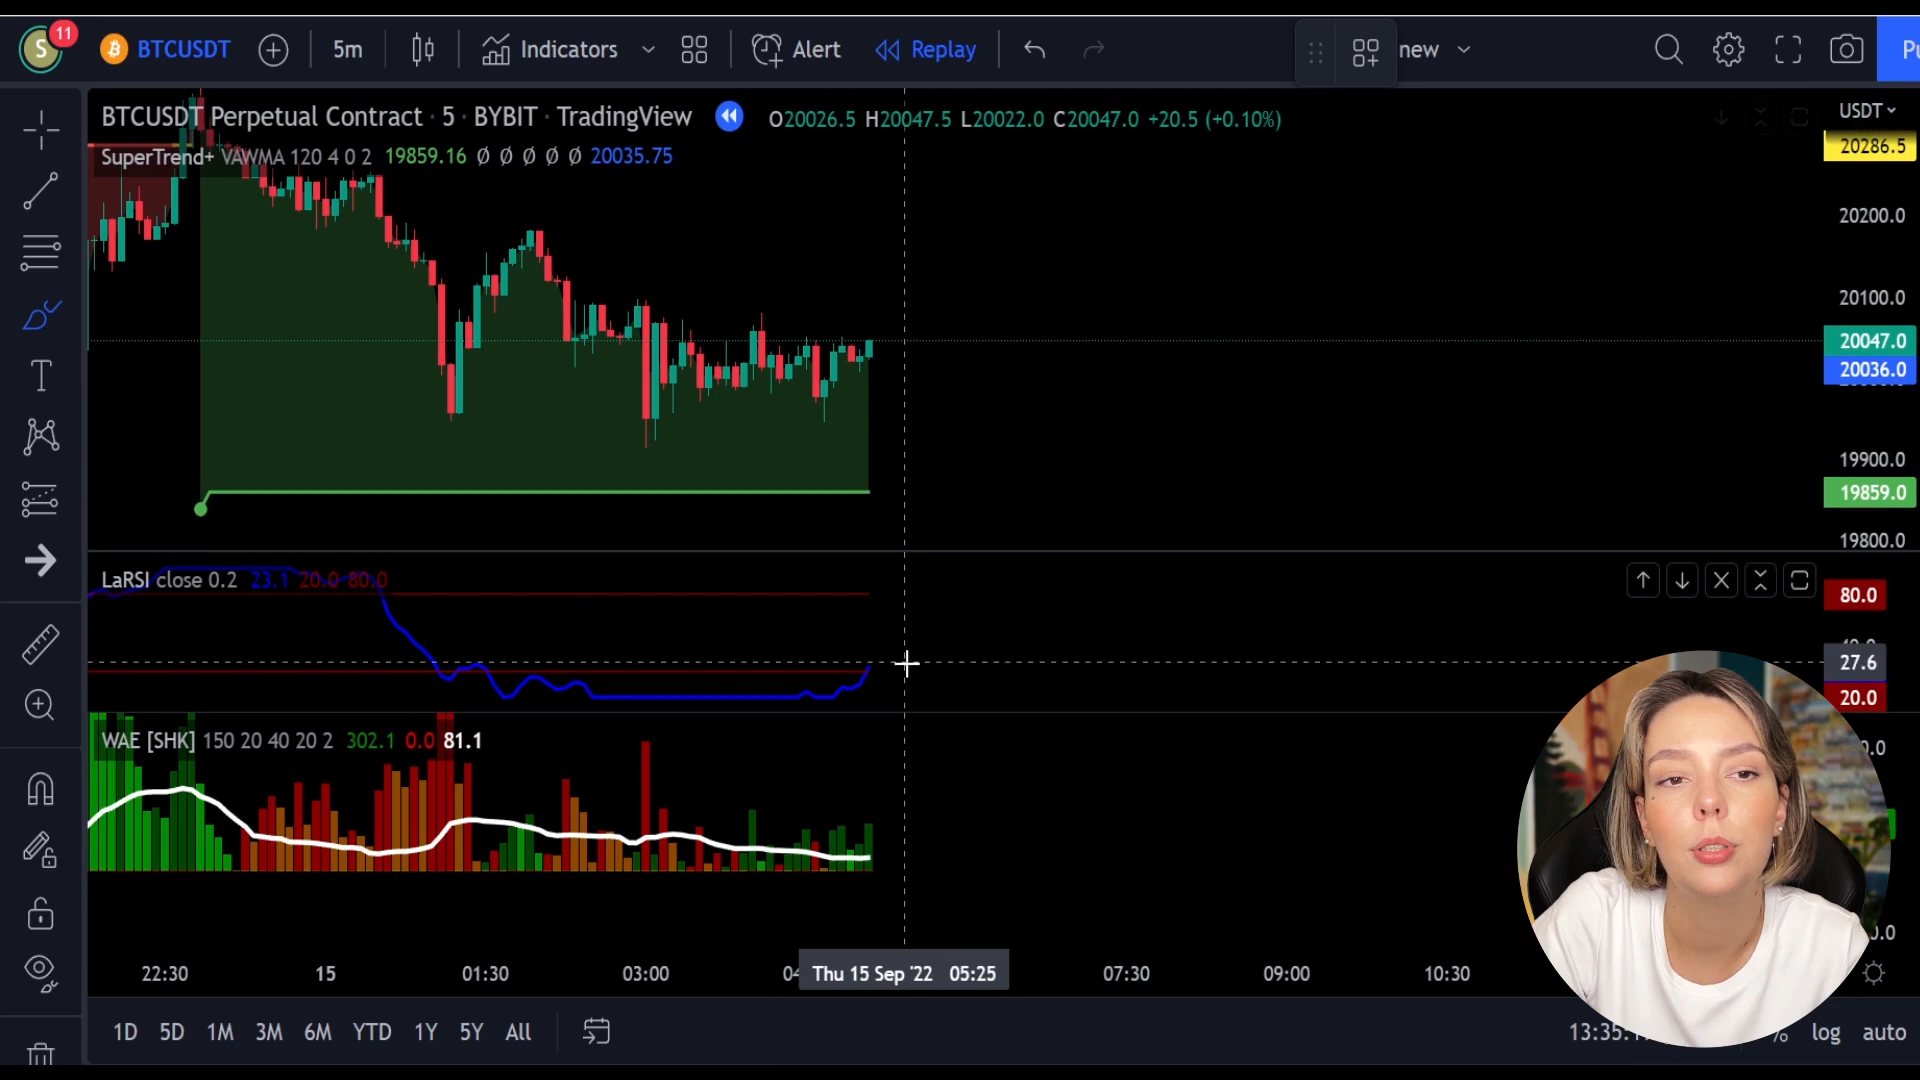 S 11 BTCUSDT 5m Indicators Alert Replay new Pu
BTCUSDT Perpetual Contract · 5 · BYBIT · TradingView O20026.5 H20047.5 L20022.0 C20047.0 +20.5 (+0.10%)
SuperTrend+ VAWMA 120 4 0 2 19859.16 Ø Ø Ø Ø Ø 20035.75
USDT
20286.5
20200.0
20100.0
20047.0
20036.0
19900.0
19859.0
19800.0
LaRSI close 0.2 23.1 20.0 80.0
80.0
27.6
20.0
WAE [SHK] 150 20 40 20 2 302.1 0.0 81.1
22:30 15 01:30 03:00 04 Thu 15 Sep '22 05:25 07:30 09:00 10:30
1D 5D 1M 3M 6M YTD 1Y 5Y All 13:35: % log auto